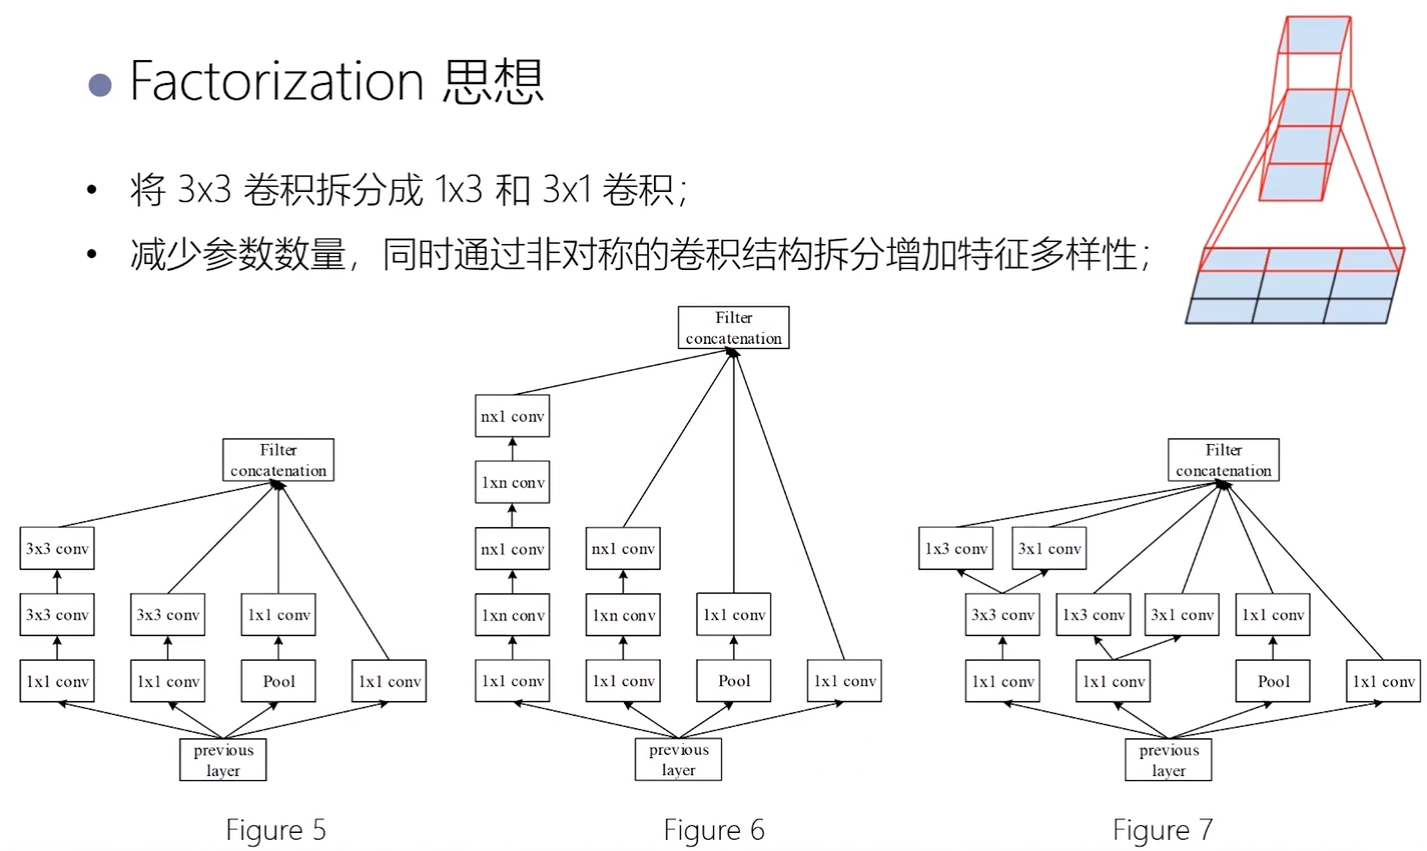 Factorization 思想
将 3x3 卷积拆分成 1x3 和 3x1 卷积；
减少参数数量，同时通过非对称的卷积结构拆分增加特征多样性；
Filter
concatenation
3x3 conv
3x3 conv
3x3 conv
1x1 conv
1x1 conv
1x1 conv
Pool
1x1 conv
previous
layer
Figure 5
Filter
concatenation
nx1 conv
1xn conv
nx1 conv
nx1 conv
1xn conv
1xn conv
1x1 conv
1x1 conv
1x1 conv
Pool
1x1 conv
previous
layer
Figure 6
Filter
concatenation
1x3 conv
3x1 conv
3x3 conv
1x3 conv
3x1 conv
1x1 conv
1x1 conv
1x1 conv
Pool
1x1 conv
previous
layer
Figure 7